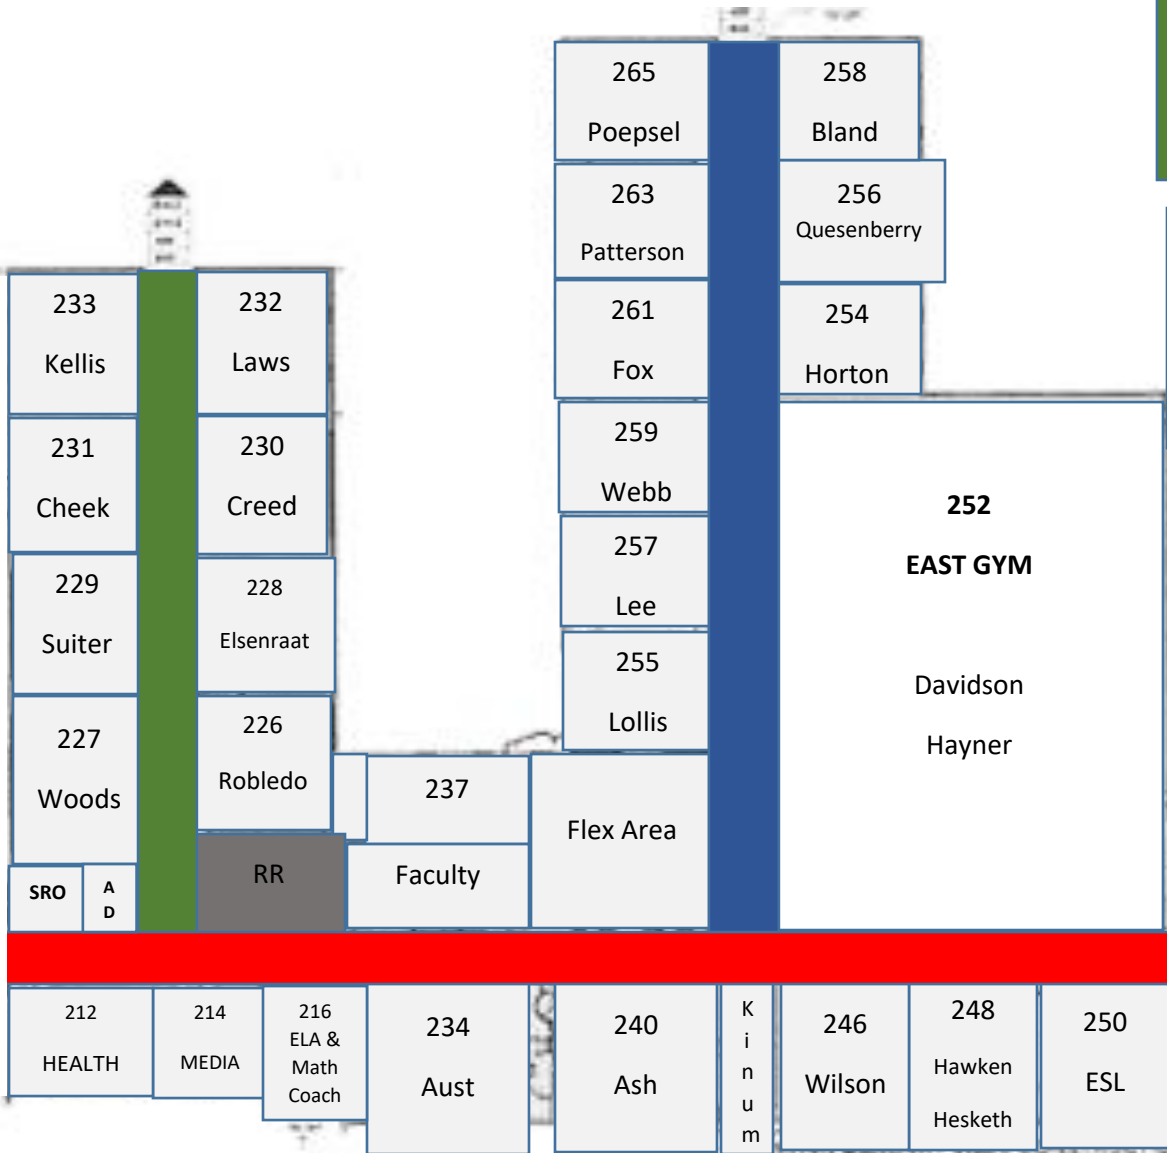 265
Poepsel
258
Bland
263
Patterson
256
Quesenberry
261
Fox
254
Horton
233
Kellis
232
Laws
259
Webb
231
Cheek
230
Creed
252
EAST GYM
Davidson
Hayner
257
Lee
229
Suiter
228
Elsenraat
255
Lollis
227
Woods
226
Robledo
237
Flex Area
SRO
A
D
RR
Faculty
212
HEALTH
214
MEDIA
216
ELA &
Math
Coach
234
Aust
240
Ash
K
i
n
u
m
246
Wilson
248
Hawken
Hesketh
250
ESL